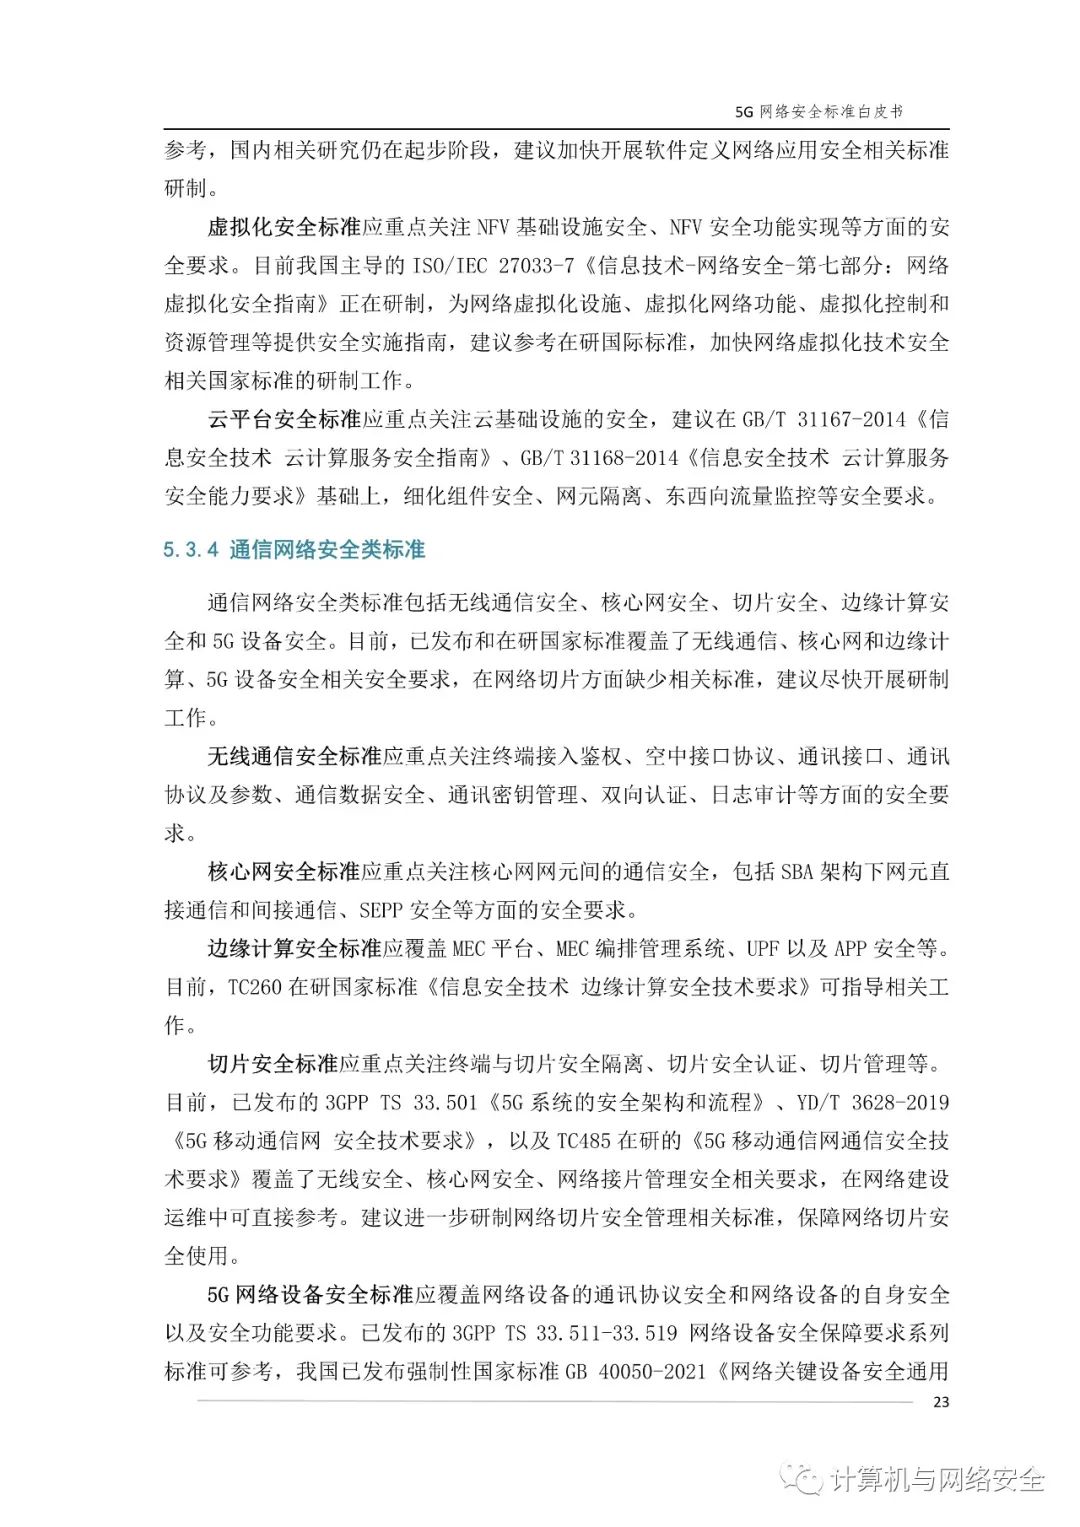 5G 网络安全标准白皮书
参考，国内相关研究仍在起步阶段，建议加快开展软件定义网络应用安全相关标准
研制。
虚拟化安全标准应重点关注 NFV 基础设施安全、NFV 安全功能实现等方面的安
全要求。目前我国主导的 ISO/IEC 27033-7《信息技术-网络安全-第七部分：网络
虚拟化安全指南》正在研制，为网络虚拟化设施、虚拟化网络功能、虚拟化控制和
资源管理等提供安全实施指南，建议参考在研国际标准，加快网络虚拟化技术安全
相关国家标准的研制工作。
云平台安全标准应重点关注云基础设施的安全，建议在 GB/T 31167-2014《信
息安全技术 云计算服务安全指南》、GB/T 31168-2014《信息安全技术 云计算服务
安全能力要求》基础上，细化组件安全、网元隔离、东西向流量监控等安全要求。
5.3.4 通信网络安全类标准
通信网络安全类标准包括无线通信安全、核心网安全、切片安全、边缘计算安
全和 5G 设备安全。目前，已发布和在研国家标准覆盖了无线通信、核心网和边缘计
算、5G 设备安全相关安全要求，在网络切片方面缺少相关标准，建议尽快开展研制
工作。
无线通信安全标准应重点关注终端接入鉴权、空中接口协议、通讯接口、通讯
协议及参数、通信数据安全、通讯密钥管理、双向认证、日志审计等方面的安全要
求。
核心网安全标准应重点关注核心网网元间的通信安全，包括 SBA 架构下网元直
接通信和间接通信、SEPP 安全等方面的安全要求。
边缘计算安全标准应覆盖 MEC 平台、MEC 编排管理系统、UPF 以及 APP 安全等。
目前，TC260 在研国家标准《信息安全技术 边缘计算安全技术要求》可指导相关工
作。
切片安全标准应重点关注终端与切片安全隔离、切片安全认证、切片管理等。
目前，已发布的 3GPP TS 33.501《5G 系统的安全架构和流程》、YD/T 3628-2019
《5G 移动通信网 安全技术要求》，以及 TC485 在研的《5G 移动通信网通信安全技
术要求》覆盖了无线安全、核心网安全、网络接片管理安全相关要求，在网络建设
运维中可直接参考。建议进一步研制网络切片安全管理相关标准，保障网络切片安
全使用。
5G 网络设备安全标准应覆盖网络设备的通讯协议安全和网络设备的自身安全
以及安全功能要求。已发布的 3GPP TS 33.511-33.519 网络设备安全保障要求系列
标准可参考，我国已发布强制性国家标准 GB 40050-2021《网络关键设备安全通用
23
计算机与网络安全